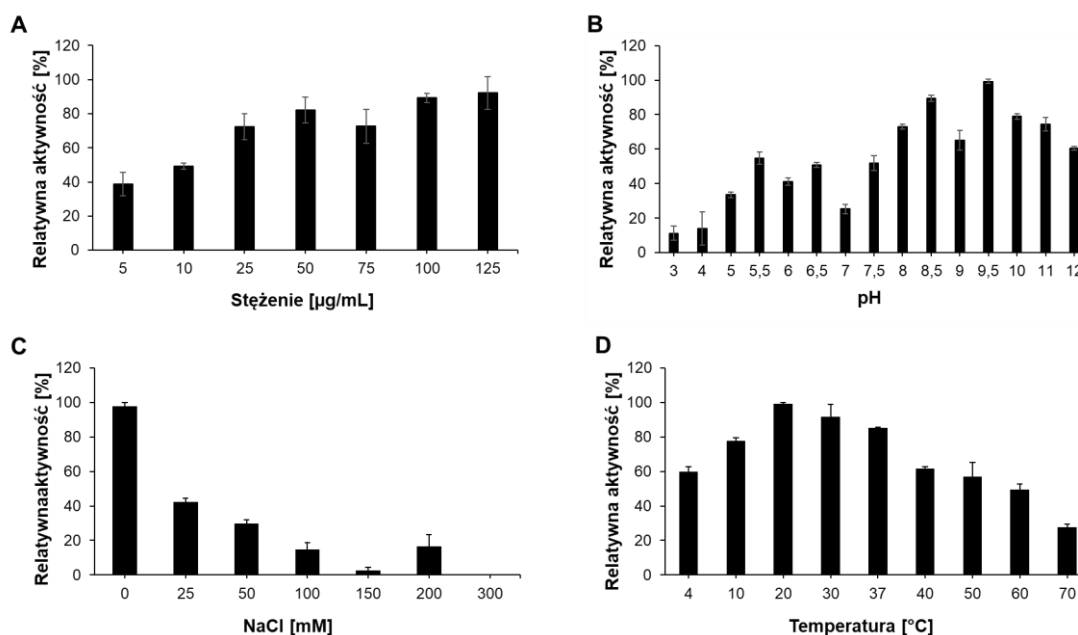 A
Relatywna aktywność [%]
120
100
80
60
40
20
0
5 10 25 50 75 100 125
Stężenie [µg/mL]
B
Relatywna aktywność [%]
120
100
80
60
40
20
0
3 4 5 5,5 6 6,5 7 7,5 8 8,5 9 9,5 10 11 12
pH
C
Relatywnaaktywność [%]
120
100
80
60
40
20
0
0 25 50 100 150 200 300
NaCl [mM]
D
Relatywna aktywność [%]
120
100
80
60
40
20
0
4 10 20 30 37 40 50 60 70
Temperatura [°C]